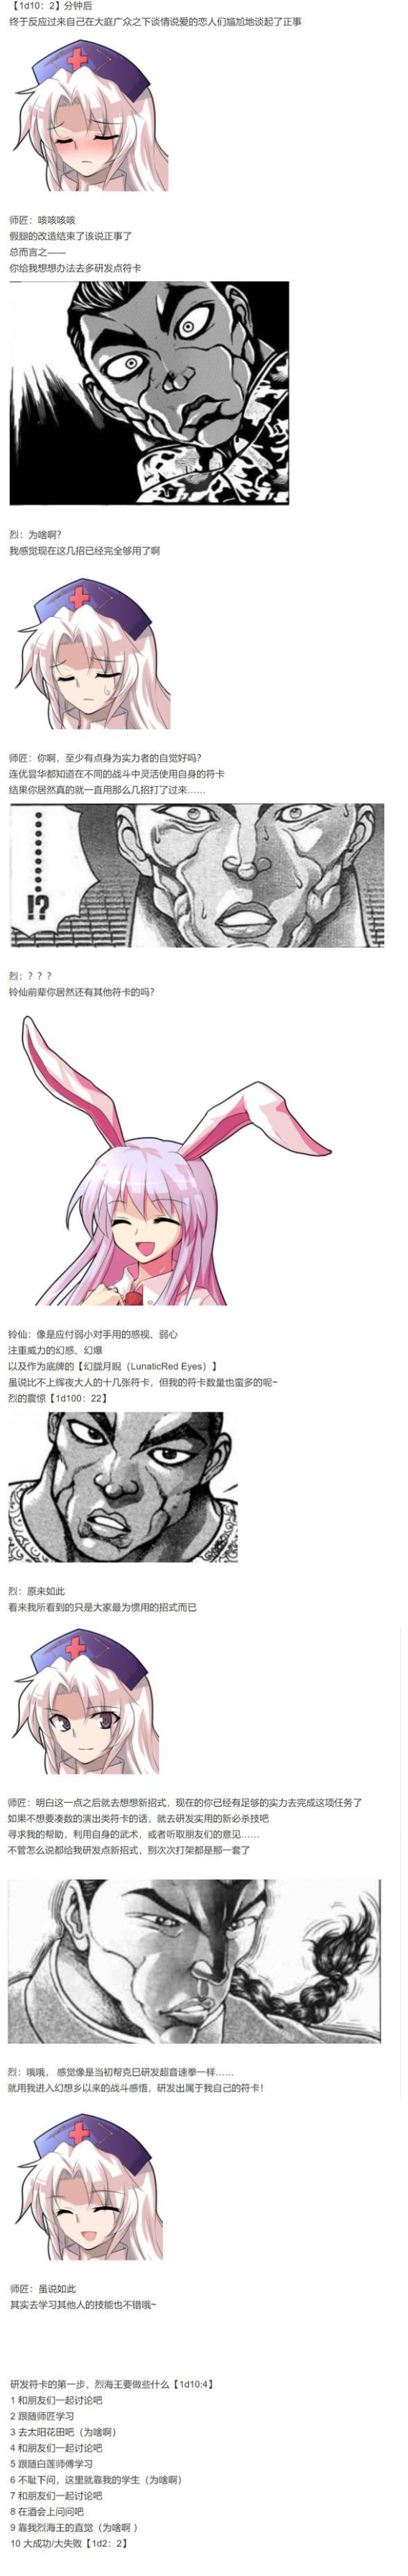 【1d10：2】分钟后
终于反应过来自己在大庭广众之下谈情说爱的恋人们尴尬地谈起了正事
师匠：咳咳咳咳
假腿的改造结束了该说正事了
总而言之——
你给我想想办法去多研发点符卡
烈：为啥啊？
我感觉现在这几招已经完全够用了啊
师匠：你啊，至少有点身为实力者的自觉好吗？
连优昙华都知道在不同的战斗中灵活使用自身的符卡
结果你居然真的就一直用那么几招打了过来……
………
!?
烈：？？？
铃仙前辈你居然还有其他符卡的吗？
铃仙：像是应付弱小对手用的惑视、弱心
注重威力的幻惑、幻爆
以及作为底牌的【幻胧月睨（LunaticRed Eyes）】
虽说比不上辉夜大人的十几张符卡，但我的符卡数量也蛮多的呢~
烈的震惊【1d100：22】
烈：原来如此
看来我所看到的只是大家最为惯用的招式而已
师匠：明白这一点之后就去想想新招式，现在的你已经有足够的实力去完成这项任务了
如果不想要凑数的演出类符卡的话，就去研发实用的新必杀技吧
寻求我的帮助，利用自身的武术，或者听取朋友们的意见……
不管怎么说都给我研发点新招式，别次次打架都是那一套了
烈：哦哦， 感觉像是当初帮克巳研发超音速拳一样……
就用我进入幻想乡以来的战斗感悟，研发出属于我自己的符卡！
师匠：虽说如此
其实去学习其他人的技能也不错哦~
研发符卡的第一步，烈海王要做些什么【1d10:4】
1 和朋友们一起讨论吧
2 跟随师匠学习
3 去太阳花田吧（为啥啊）
4 和朋友们一起讨论吧
5 跟随白莲师傅学习
6 不耻下问，这里就靠我的学生（为啥啊）
7 和朋友们一起讨论吧
8 在酒会上问问吧
9 靠我烈海王的直觉（为啥啊 ）
10 大成功/大失败【1d2：2】